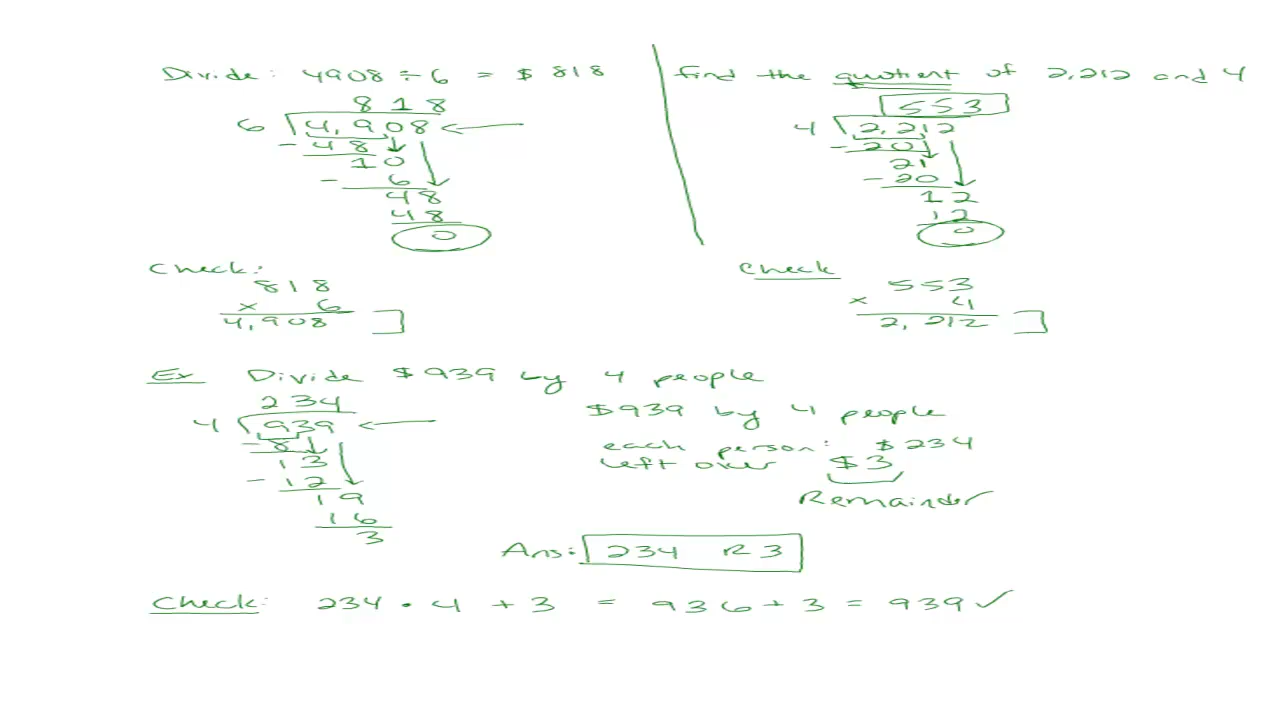 Divide: 4908 ÷ 6 = $ 818
818
6 4,908
- 48
10
- 6
48
48
0
Check:
818
x 6
4,908
find the quotient of 2,212 and 4
553
4 2,212
- 20
21
- 20
12
12
0
Check
553
x 4
2,212
Ex Divide $939 by 4 people
234
4 939
- 8
13
- 12
19
16
3
$939 by 4 people
each person: $234
left over $3
Remainder
Ans: 234 R 3
Check: 234 • 4 + 3 = 936 + 3 = 939 ✓